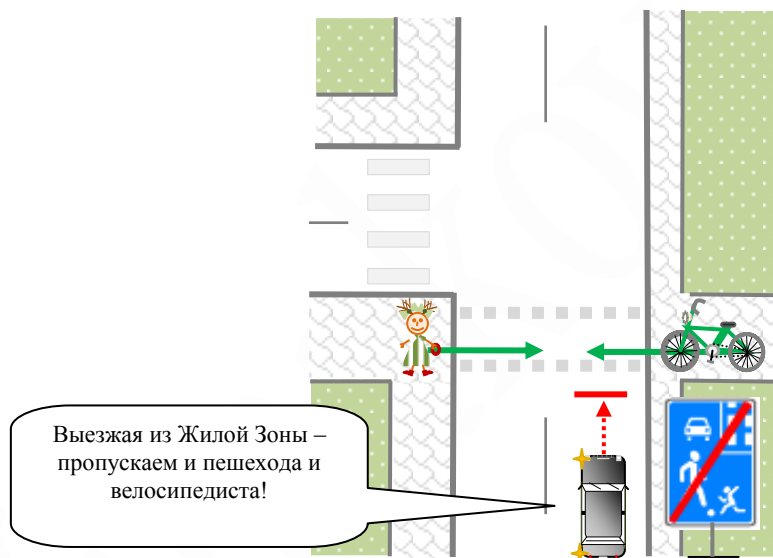 Выезжая из Жилой Зоны –
пропускаем и пешехода и
велосипедиста!